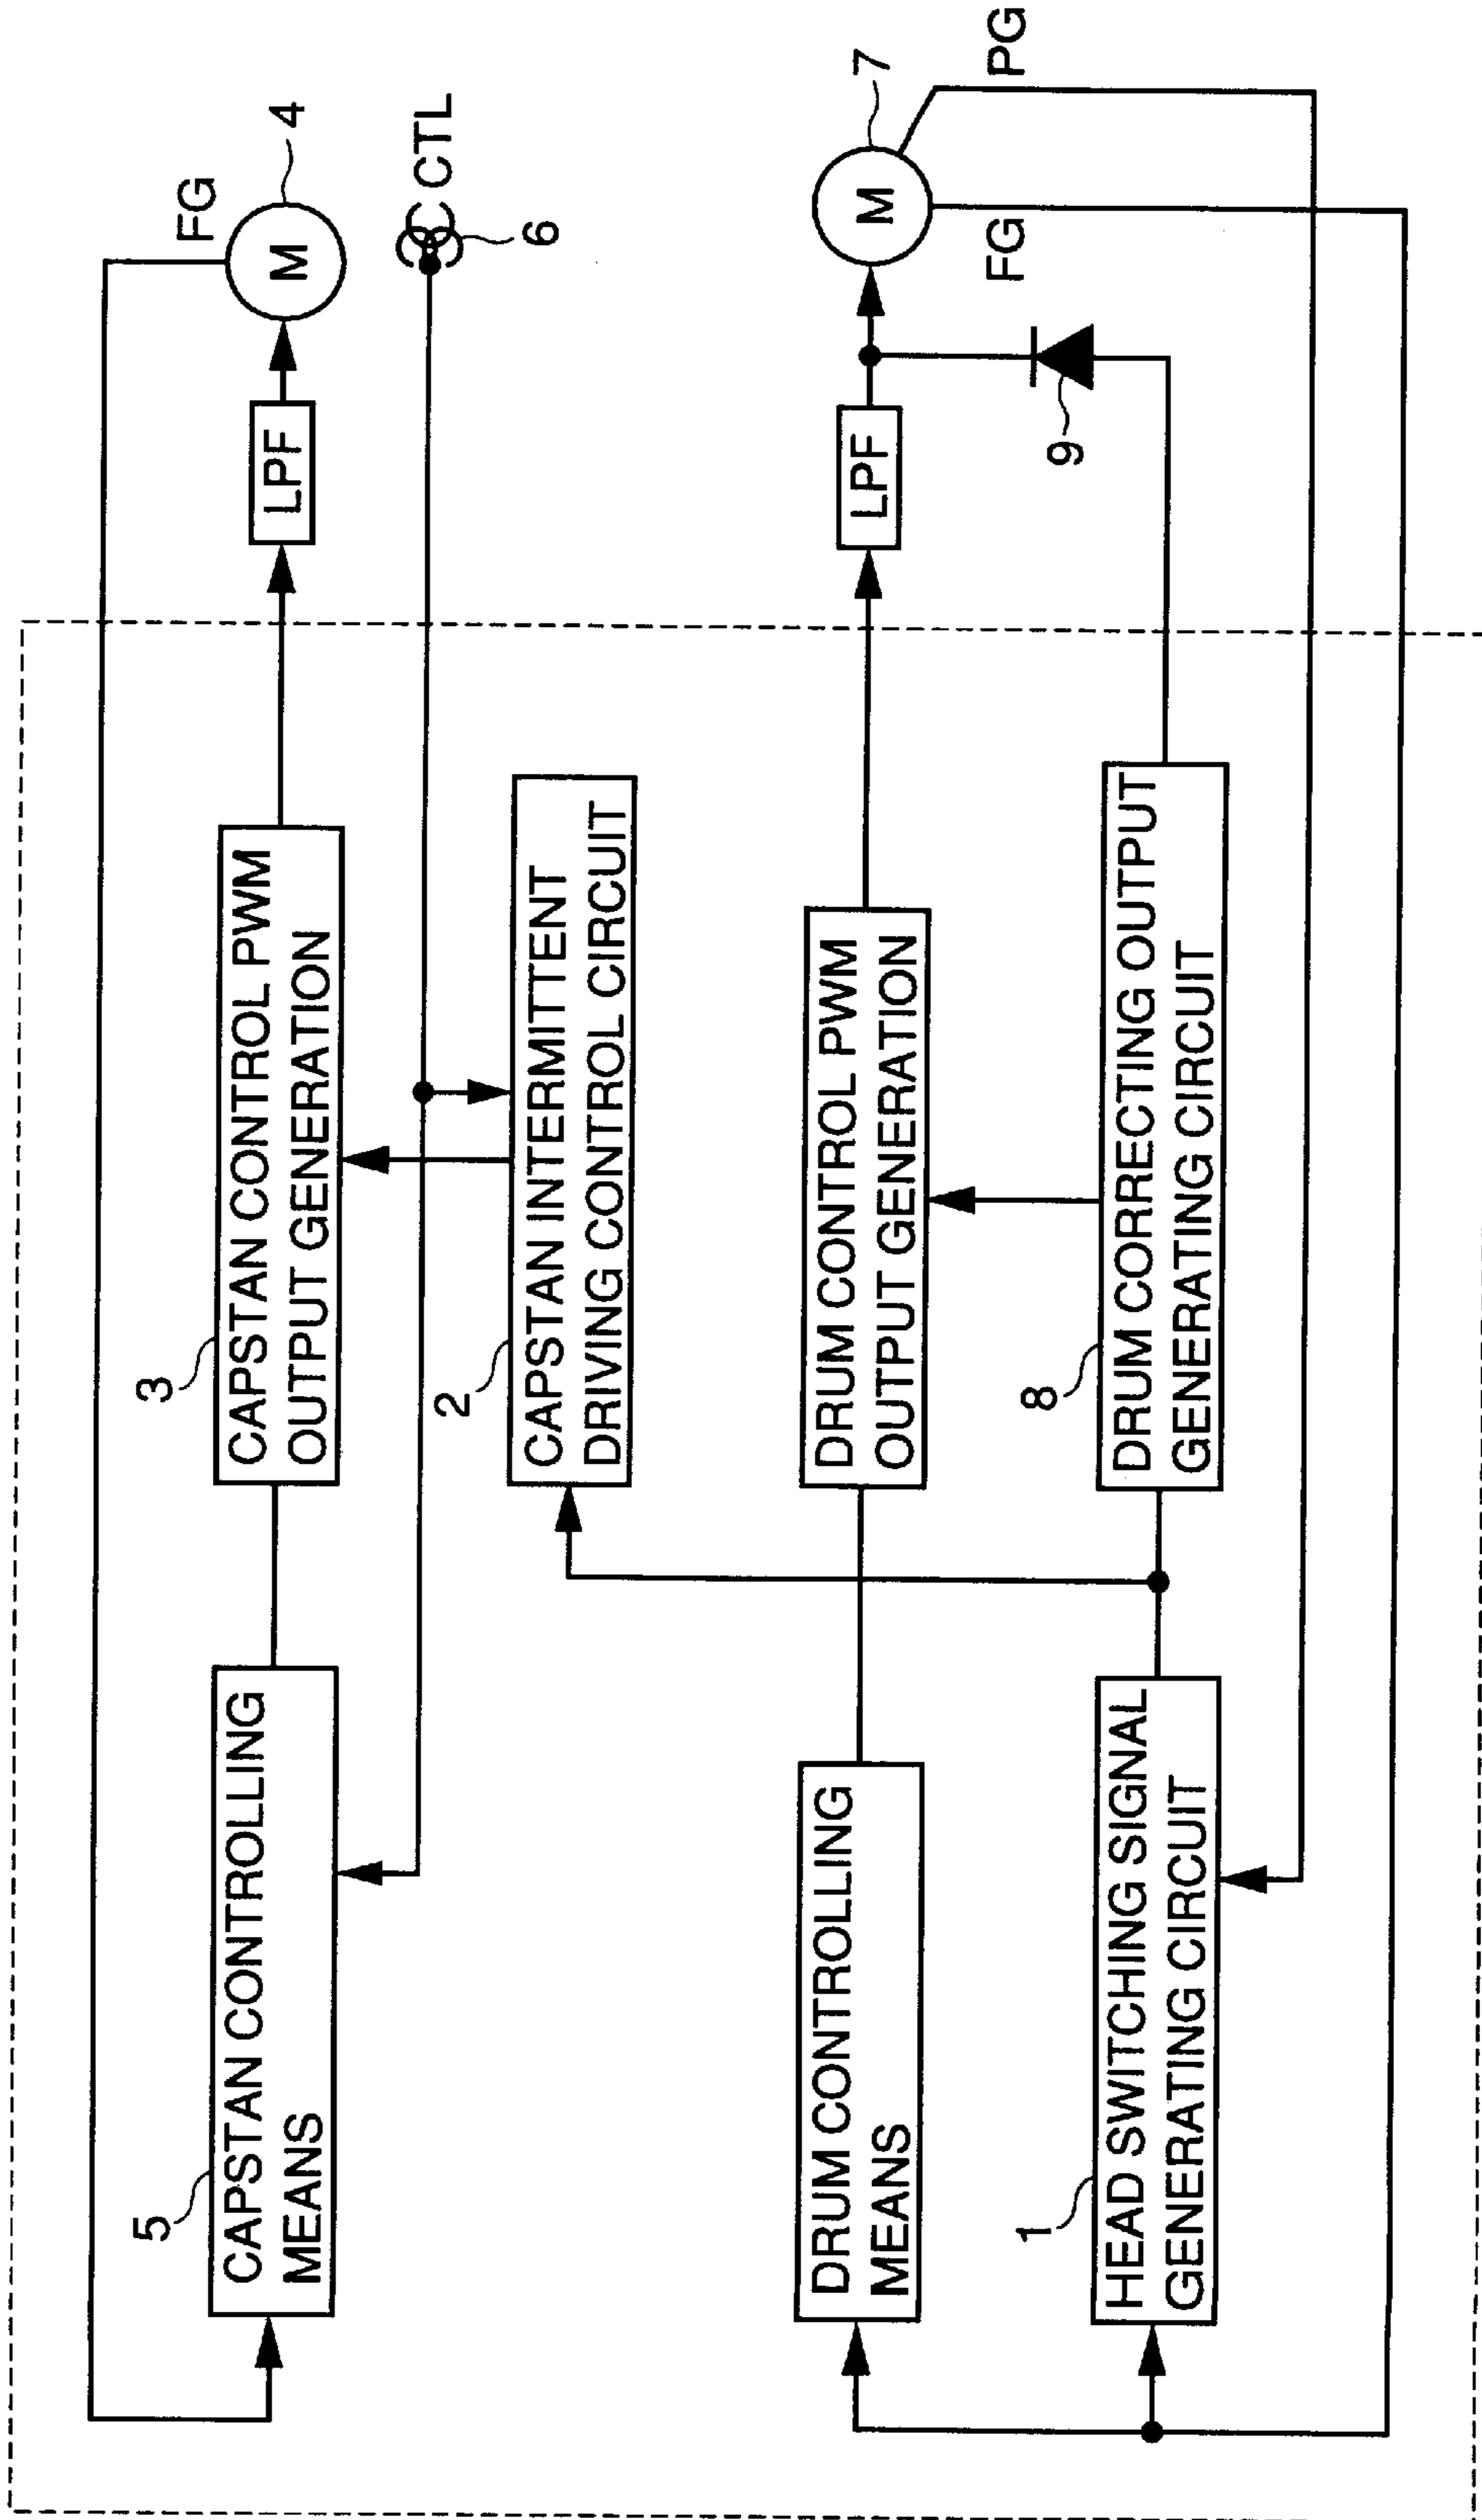 FG
4
M
LPF
CTL
6
3
CAPSTAN CONTROL PWM
OUTPUT GENERATION
5
CAPSTAN CONTROLLING
MEANS
2
CAPSTAN INTERMITTENT
DRIVING CONTROL CIRCUIT
7
M
PG
FG
LPF
9
DRUM CONTROL PWM
OUTPUT GENERATION
DRUM CONTROLLING
MEANS
8
DRUM CORRECTING OUTPUT
GENERATING CIRCUIT
1
HEAD SWITCHING SIGNAL
GENERATING CIRCUIT